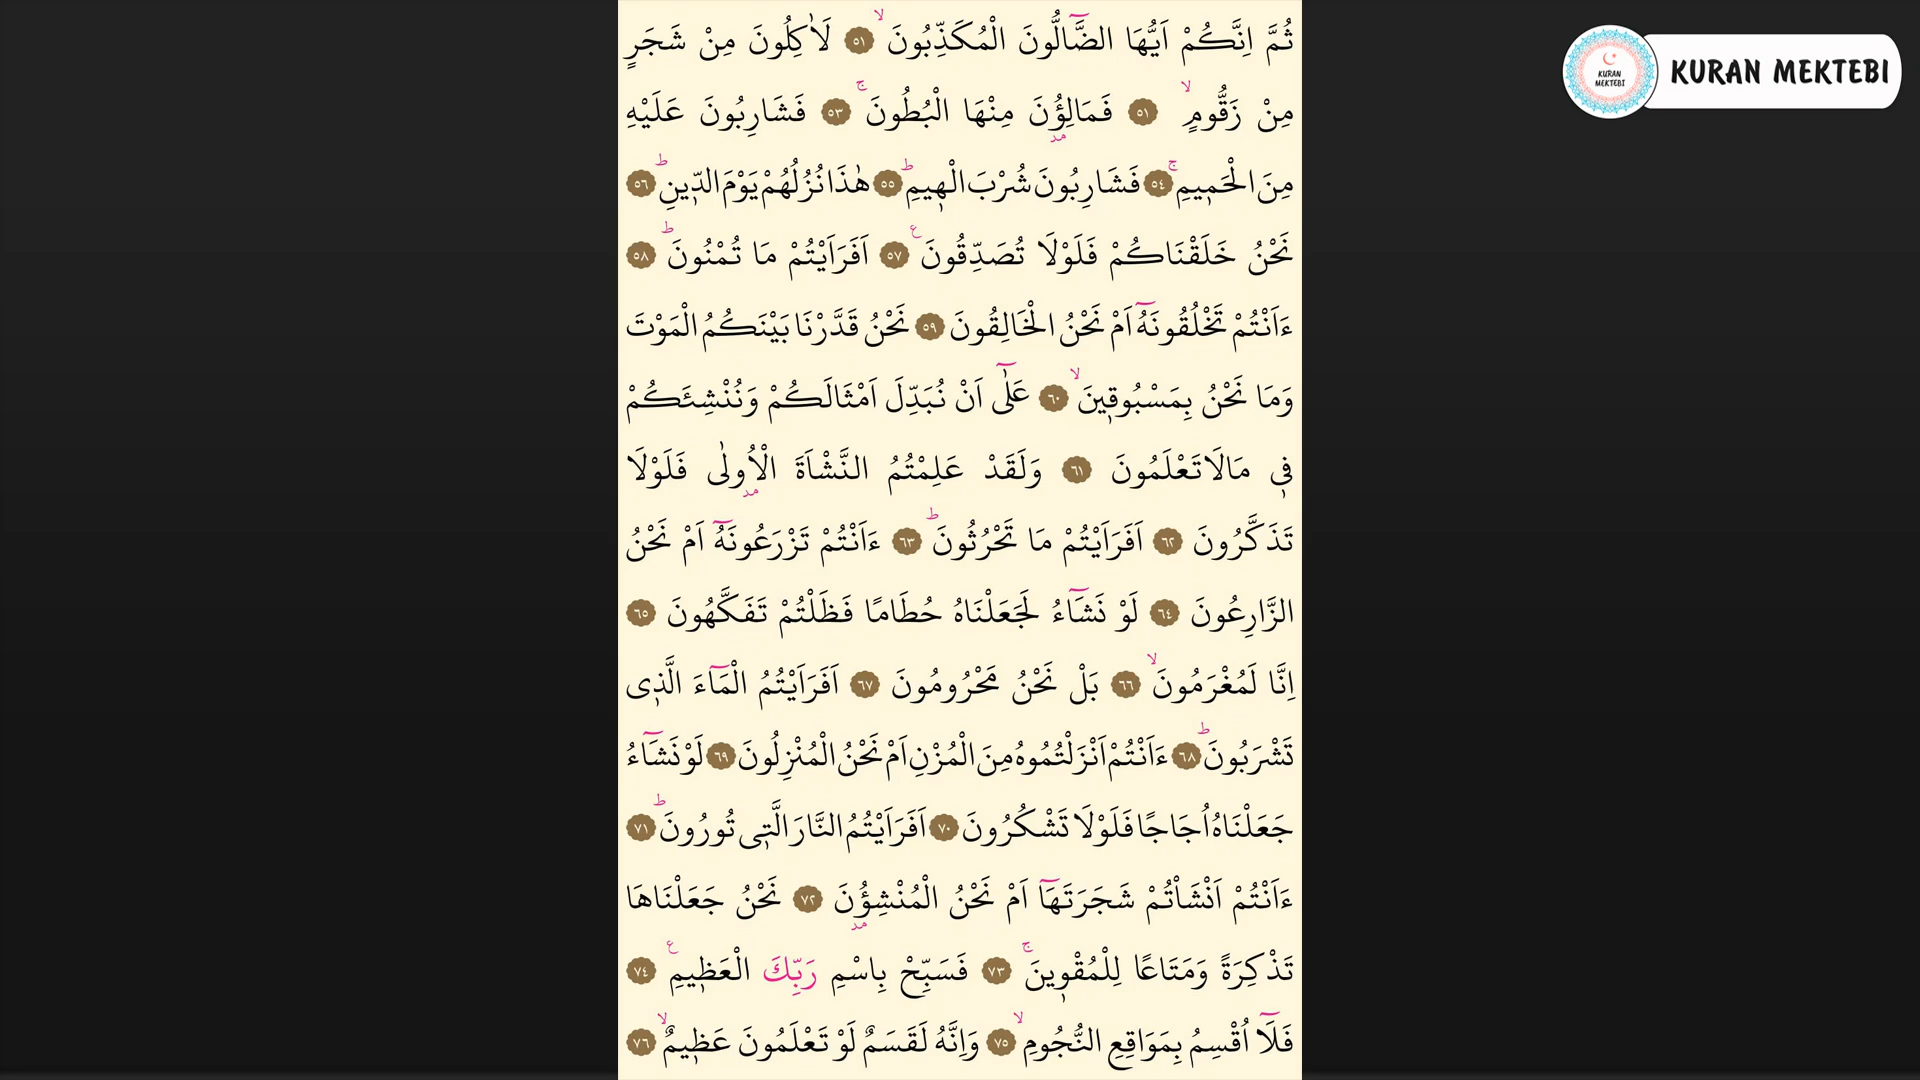 ثُمَّ اِنَّكُمْ اَيُّهَا الضَّٓالُّونَ الْمُكَذِّبُونَۙ ﴿٥١﴾ لَاٰكِلُونَ مِنْ شَجَرٍ
مِنْ زَقُّومٍۙ ﴿٥١﴾ فَمَالِؤُ۫نَ مِنْهَا الْبُطُونَۚ ﴿٥٣﴾ فَشَارِبُونَ عَلَيْهِ
مِنَ الْحَمٖيمِۚ ﴿٥٤﴾ فَشَارِبُونَ شُرْبَ الْهٖيمِؕ ﴿٥٥﴾ هٰذَا نُزُلُهُمْ يَوْمَ الدّٖينِؕ ﴿٥٦﴾
نَحْنُ خَلَقْنَاكُمْ فَلَوْلَا تُصَدِّقُونَ ع ﴿٥٧﴾ اَفَرَاَيْتُمْ مَا تُمْنُونَؕ ﴿٥٨﴾
ءَاَنْتُمْ تَخْلُقُونَهُٓ اَمْ نَحْنُ الْخَالِقُونَ ﴿٥٩﴾ نَحْنُ قَدَّرْنَا بَيْنَكُمُ الْمَوْتَ
وَمَا نَحْنُ بِمَسْبُوقٖينَۙ ﴿٦٠﴾ عَلٰٓى اَنْ نُبَدِّلَ اَمْثَالَكُمْ وَنُنْشِئَكُمْ
فٖى مَالَا تَعْلَمُونَ ﴿٦١﴾ وَلَقَدْ عَلِمْتُمُ النَّشْاَةَ الْاُو۫لٰى فَلَوْلَا
تَذَكَّرُونَ ﴿٦٢﴾ اَفَرَاَيْتُمْ مَا تَحْرُثُونَؕ ﴿٦٣﴾ ءَاَنْتُمْ تَزْرَعُونَهُٓ اَمْ نَحْنُ
الزَّارِعُونَ ﴿٦٤﴾ لَوْ نَشَٓاءُ لَجَعَلْنَاهُ حُطَامًا فَظَلْتُمْ تَفَكَّهُونَ ﴿٦٥﴾
اِنَّا لَمُغْرَمُونَۙ ﴿٦٦﴾ بَلْ نَحْنُ مَحْرُومُونَ ﴿٦٧﴾ اَفَرَاَيْتُمُ الْمَٓاءَ الَّذٖى
تَشْرَبُونَؕ ﴿٦٨﴾ ءَاَنْتُمْ اَنْزَلْتُمُوهُ مِنَ الْمُزْنِ اَمْ نَحْنُ الْمُنْزِلُونَ ﴿٦٩﴾ لَوْ نَشَٓاءُ
جَعَلْنَاهُ اُجَاجًا فَلَوْلَا تَشْكُرُونَ ﴿٧٠﴾ اَفَرَاَيْتُمُ النَّارَ الَّتٖى تُورُونَؕ ﴿٧١﴾
ءَاَنْتُمْ اَنْشَاْتُمْ شَجَرَتَهَٓا اَمْ نَحْنُ الْمُنْشِؤُ۫نَ ﴿٧٢﴾ نَحْنُ جَعَلْنَاهَا
تَذْكِرَةً وَمَتَاعًا لِلْمُقْوٖينَۚ ﴿٧٣﴾ فَسَبِّحْ بِاسْمِ رَبِّكَ الْعَظٖيمِ ع ﴿٧٤﴾
فَلَٓا اُقْسِمُ بِمَوَاقِعِ النُّجُومِۙ ﴿٧٥﴾ وَاِنَّهُ لَقَسَمٌ لَوْ تَعْلَمُونَ عَظٖيمٌۙ ﴿٧٦﴾
KURAN
MEKTEBI
KURAN MEKTEBI